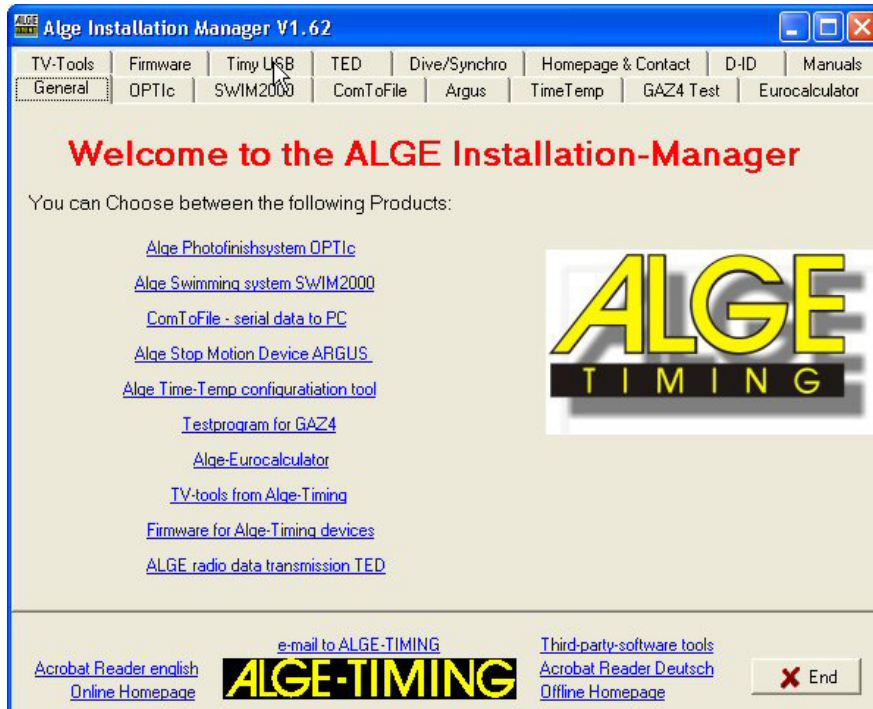 ALGE TIMING Alge Installation Manager V1.62
TV-Tools Firmware Timy USB TED Dive/Synchro Homepage & Contact D-ID Manuals
General OPTIc SWIM2000 ComToFile Argus TimeTemp GAZ4 Test Eurocalculator
Welcome to the ALGE Installation-Manager
You can Choose between the following Products:
Alge Photofinishsystem OPTIc
Alge Swimming system SWIM2000
ComToFile - serial data to PC
Alge Stop Motion Device ARGUS
Alge Time-Temp configuratiation tool
Testprogram for GAZ4
Alge-Eurocalculator
TV-tools from Alge-Timing
Firmware for Alge-Timing devices
ALGE radio data transmission TED
ALGE
TIMING
e-mail to ALGE-TIMING
Acrobat Reader english
Online Homepage
ALGE-TIMING
Third-party-software tools
Acrobat Reader Deutsch
Offline Homepage
End